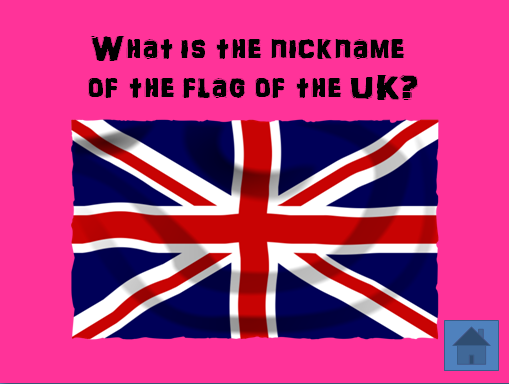 What is the nickname
of the flag of the UK?